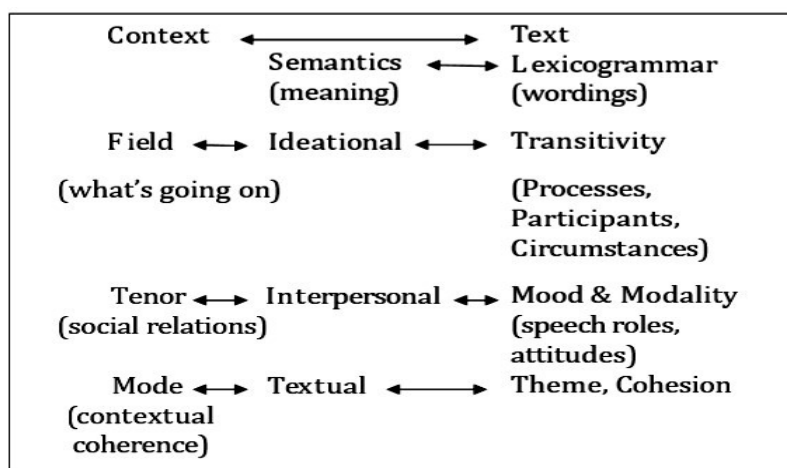 Context Text
Semantics Lexicogrammar
(meaning) (wordings)
Field Ideational Transitivity
(what's going on) (Processes,
Participants,
Circumstances)
Tenor Interpersonal Mood & Modality
(social relations) (speech roles,
attitudes)
Mode Textual Theme, Cohesion
(contextual
coherence)